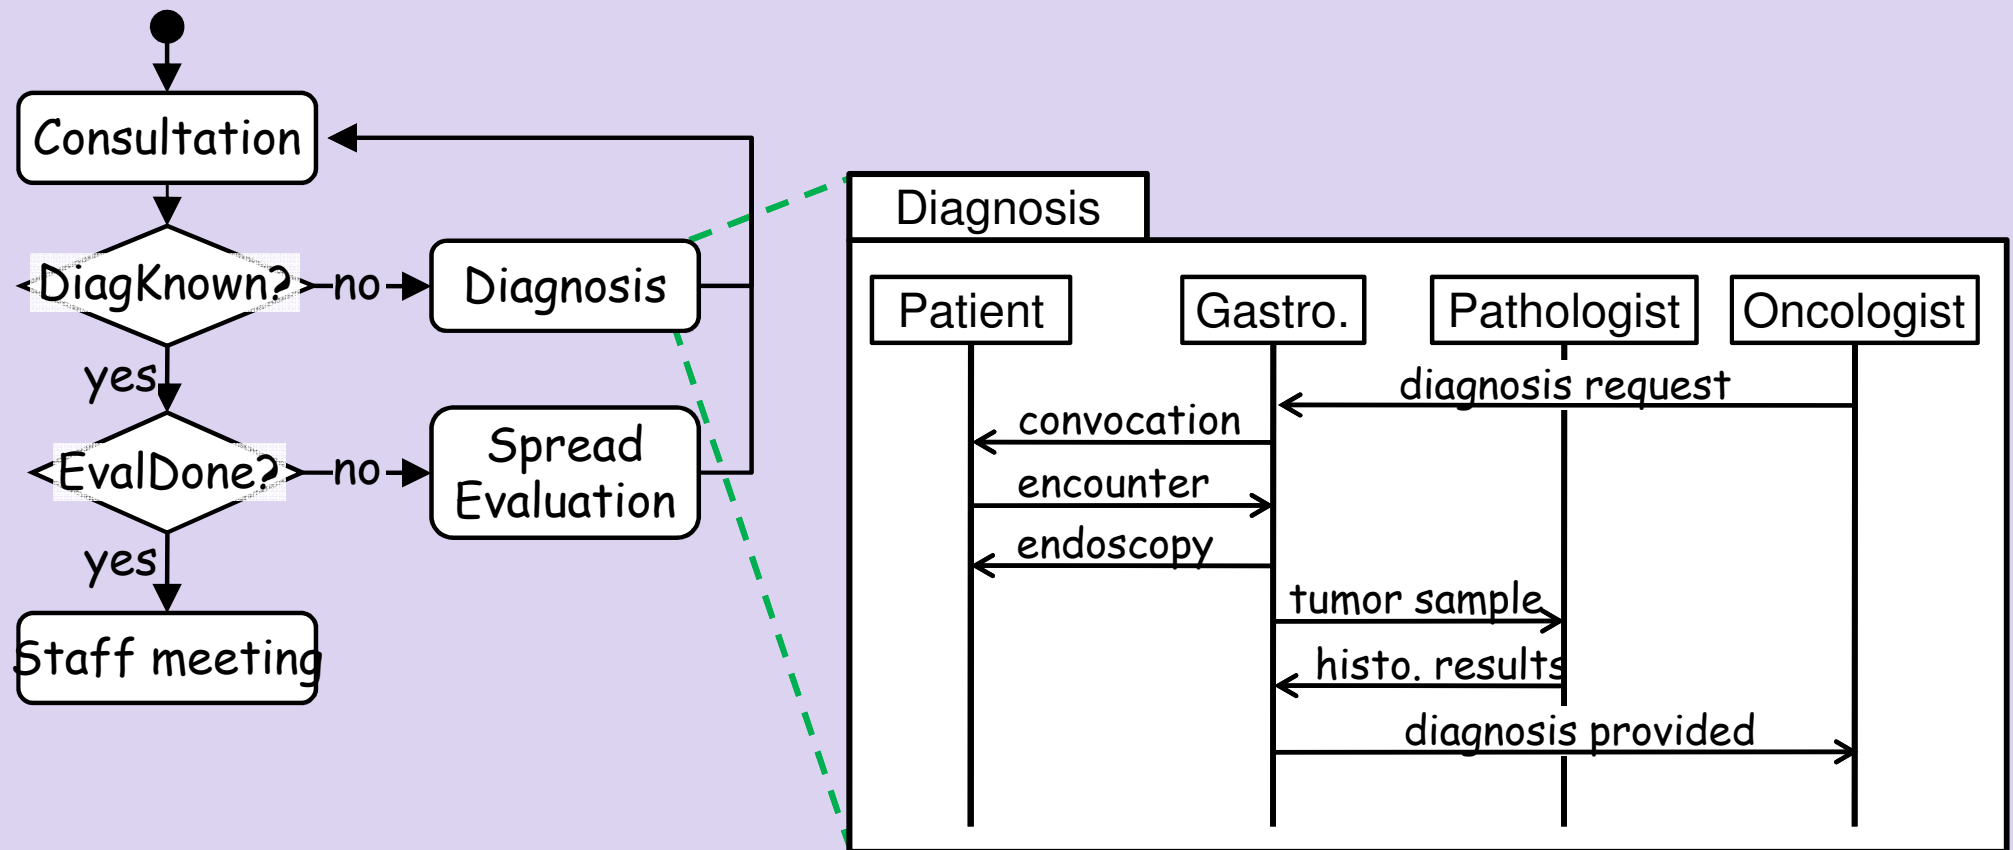 Consultation
DiagKnown?
no
Diagnosis
yes
EvalDone?
no
Spread
Evaluation
yes
Staff meeting
Diagnosis
Patient
Gastro.
Pathologist
Oncologist
diagnosis request
convocation
encounter
endoscopy
tumor sample
histo. results
diagnosis provided